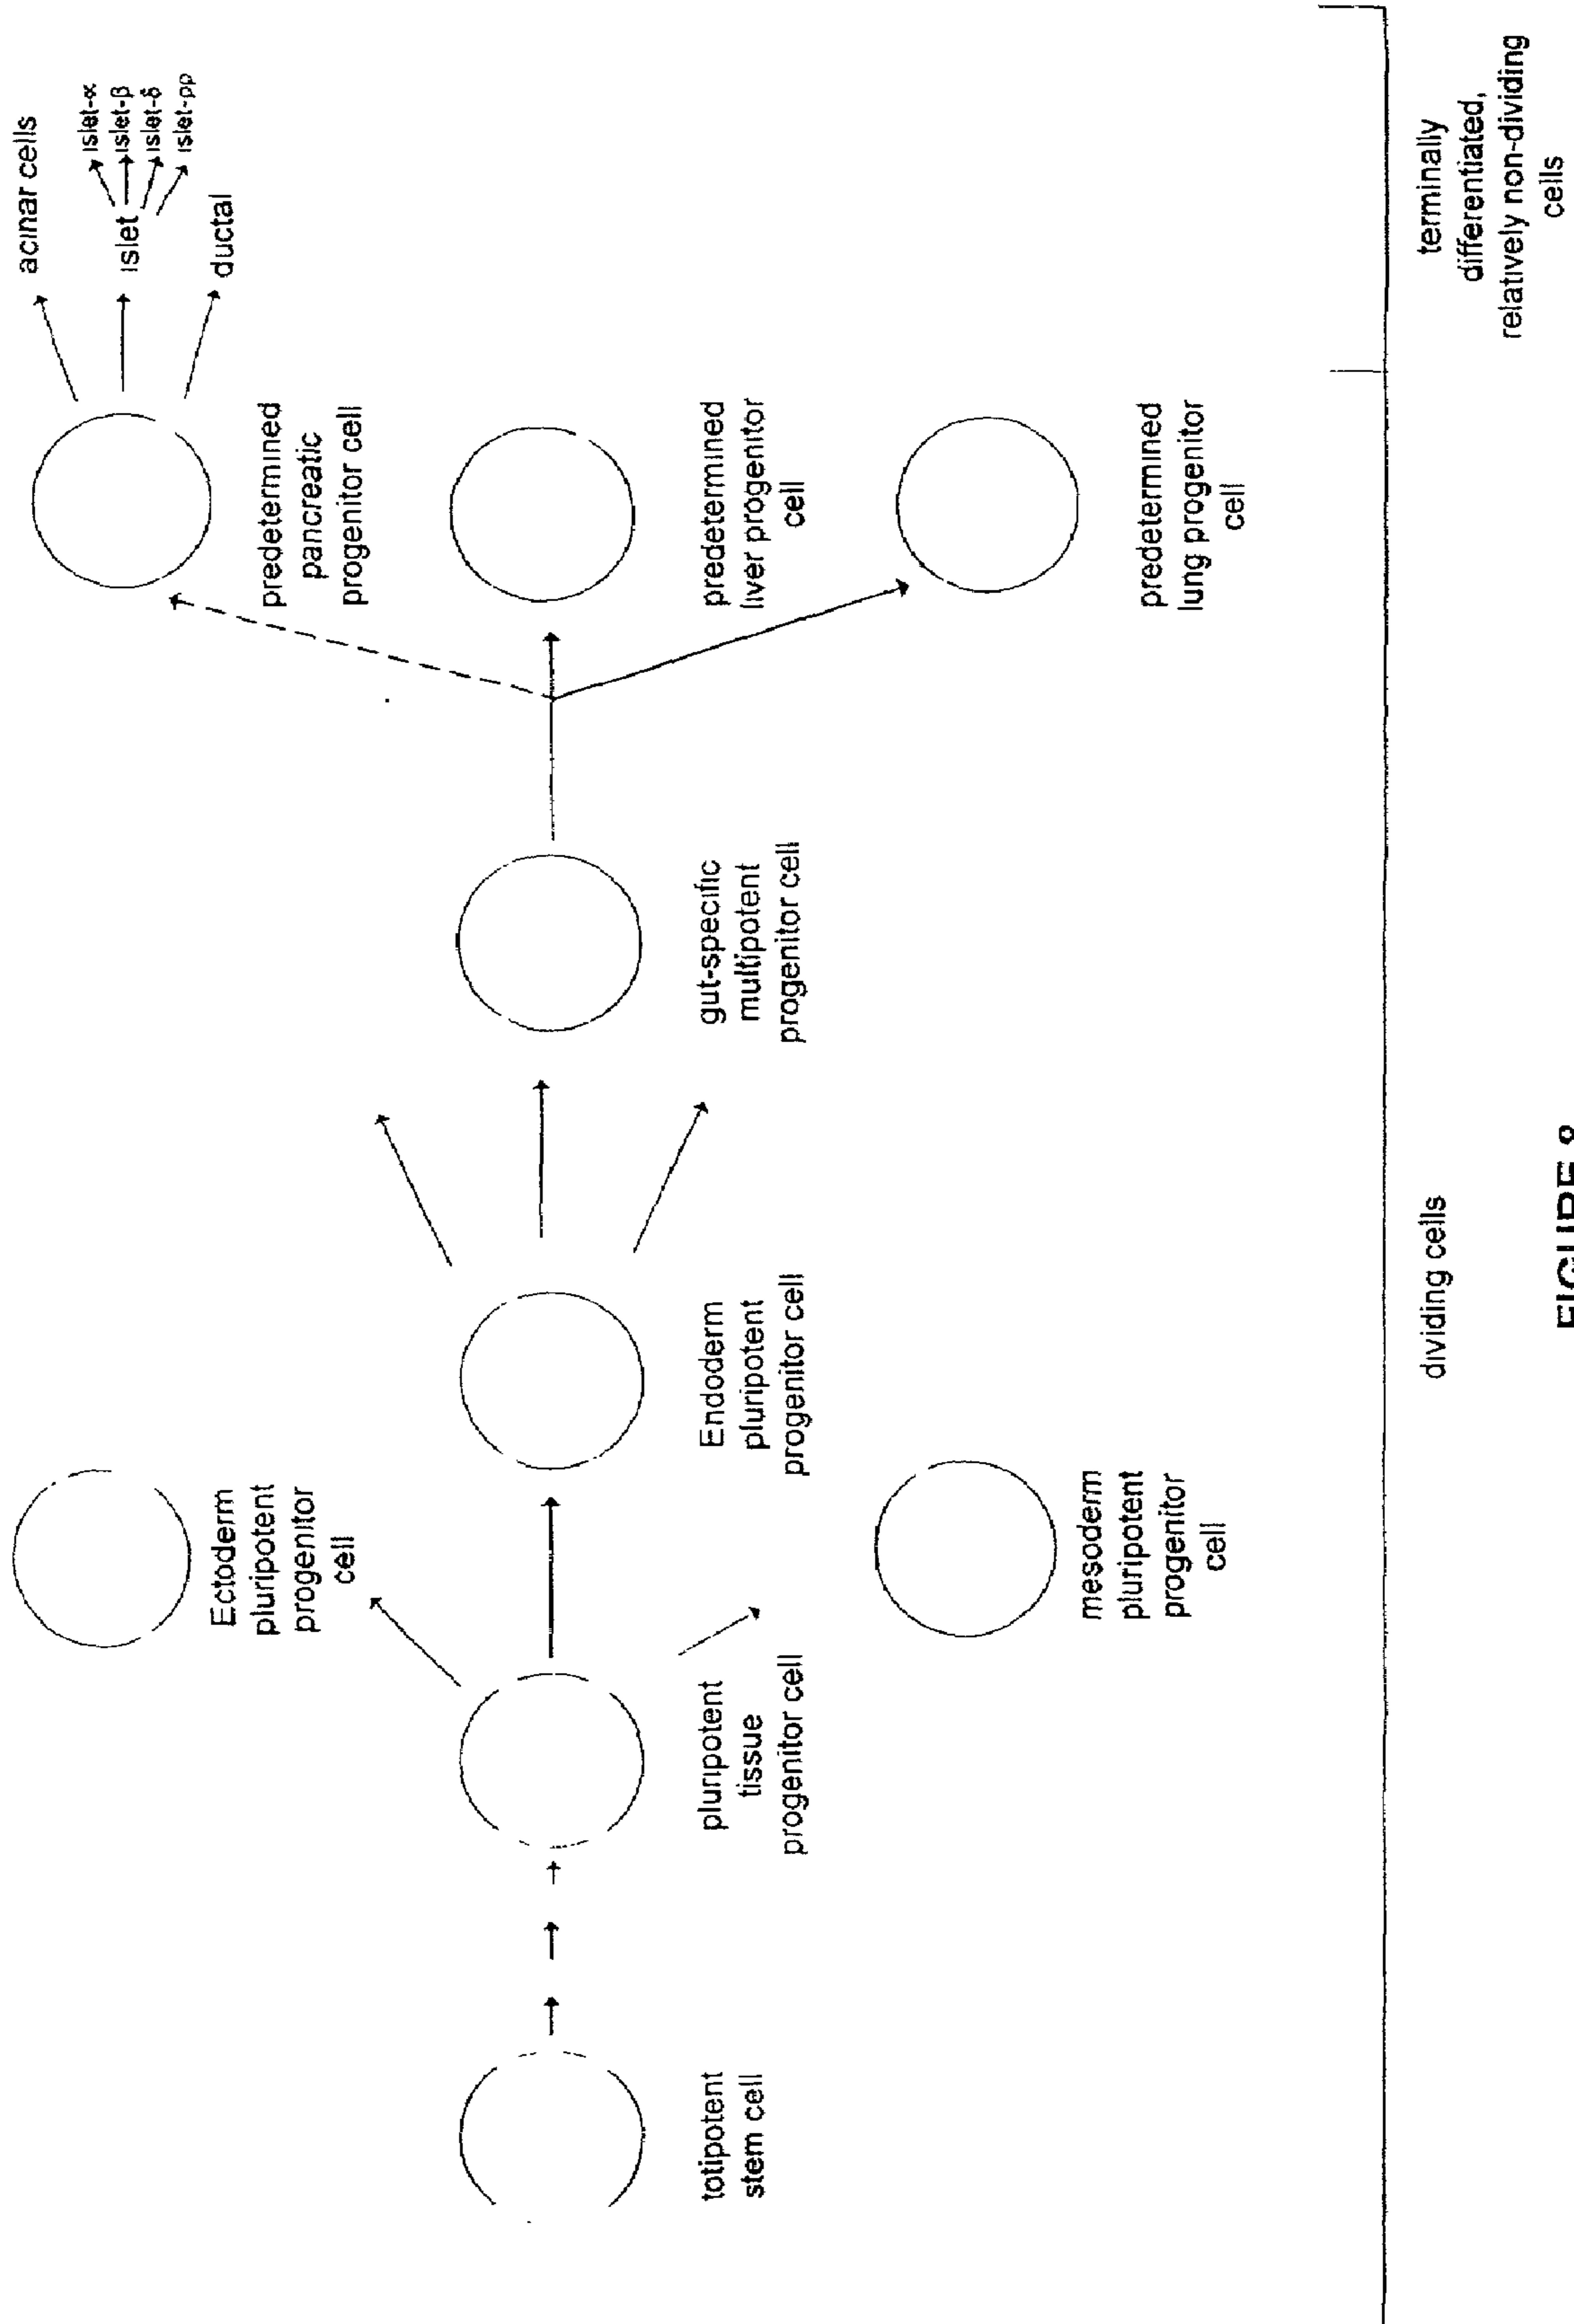 totipotent
stem cell
pluripotent
tissue
progenitor cell
Ectoderm
pluripotent
progenitor
cell
Endoderm
pluripotent
progenitor cell
mesoderm
pluripotent
progenitor
cell
gut-specific
multipotent
progenitor cell
predetermined
pancreatic
progenitor cell
predetermined
liver progenitor
cell
predetermined
lung progenitor
cell
acinar cells
islet
islet-α
islet-β
islet-δ
islet-pp
ductal
dividing cells
terminally
differentiated,
relatively non-dividing
cells
FIGURE 8